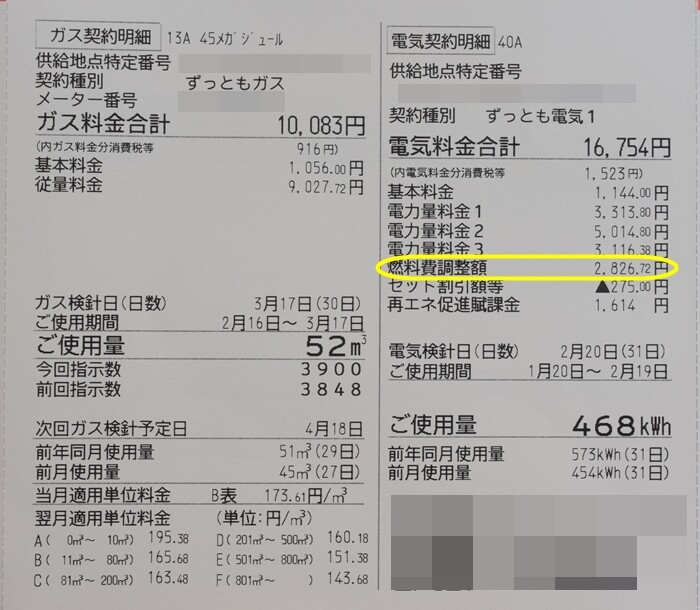 ガス契約明細 13A 45メガジュール
供給地点特定番号
契約種別 ずっともガス
メーター番号
ガス料金合計 10,083円
(内ガス料金分消費税等 916円)
基本料金 1,056.00円
従量料金 9,027.72円
ガス検針日(日数) 3月17日(30日)
ご使用期間 2月16日～ 3月17日
ご使用量 52m³
今回指示数 3900
前回指示数 3848
次回ガス検針予定日 4月18日
前年同月使用量 51m³(29日)
前月使用量 45m³(27日)
当月適用単位料金 B表 173.61円/m³
翌月適用単位料金 (単位:円/m³)
A( 0m³～ 10m³) 195.38 D(201m³～ 500m³) 160.18
B( 11m³～ 80m³) 165.68 E(501m³～ 800m³) 151.38
C( 81m³～ 200m³) 163.48 F(801m³～ ) 143.68
電気契約明細 40A
供給地点特定番号
契約種別 ずっとも電気1
電気料金合計 16,754円
(内電気料金分消費税等 1,523円)
基本料金 1,144.00円
電力量料金1 3,313.80円
電力量料金2 5,014.80円
電力量料金3 3,116.38円
燃料費調整額 2,826.72円
セット割引額等 ▲275.00円
再エネ促進賦課金 1,614 円
電気検針日(日数) 2月20日(31日)
ご使用期間 1月20日～ 2月19日
ご使用量 468kWh
前年同月使用量 573kWh(31日)
前月使用量 454kWh(31日)